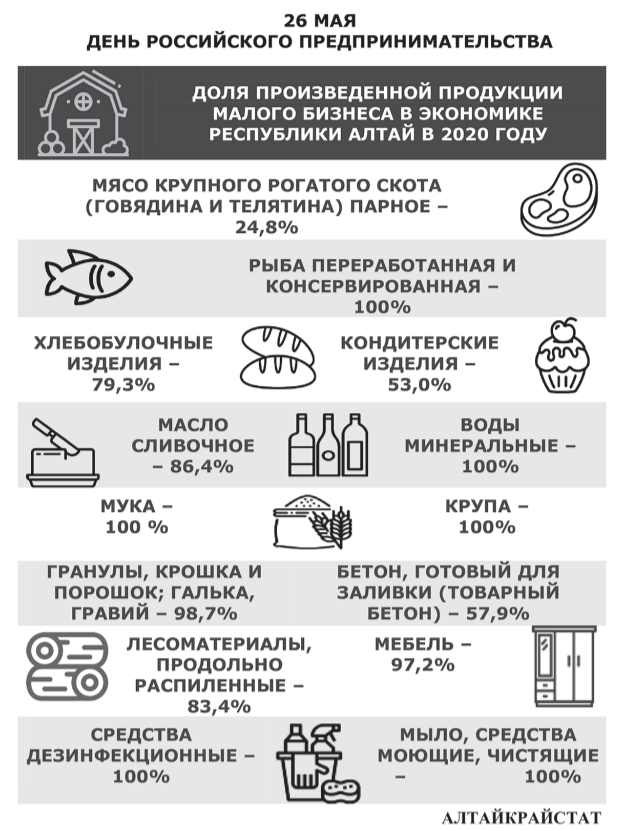 26 МАЯ
ДЕНЬ РОССИЙСКОГО ПРЕДПРИНИМАТЕЛЬСТВА
ДОЛЯ ПРОИЗВЕДЕННОЙ ПРОДУКЦИИ
МАЛОГО БИЗНЕСА В ЭКОНОМИКЕ
РЕСПУБЛИКИ АЛТАЙ В 2020 ГОДУ
МЯСО КРУПНОГО РОГАТОГО СКОТА
(ГОВЯДИНА И ТЕЛЯТИНА) ПАРНОЕ –
24,8%
РЫБА ПЕРЕРАБОТАННАЯ И
КОНСЕРВИРОВАННАЯ –
100%
ХЛЕБОБУЛОЧНЫЕ
ИЗДЕЛИЯ –
79,3%
КОНДИТЕРСКИЕ
ИЗДЕЛИЯ –
53,0%
МАСЛО
СЛИВОЧНОЕ
– 86,4%
ВОДЫ
МИНЕРАЛЬНЫЕ –
100%
МУКА –
100 %
КРУПА –
100%
ГРАНУЛЫ, КРОШКА И
ПОРОШОК; ГАЛЬКА,
ГРАВИЙ – 98,7%
БЕТОН, ГОТОВЫЙ ДЛЯ
ЗАЛИВКИ (ТОВАРНЫЙ
БЕТОН) – 57,9%
ЛЕСОМАТЕРИАЛЫ,
ПРОДОЛЬНО
РАСПИЛЕННЫЕ –
83,4%
МЕБЕЛЬ –
97,2%
СРЕДСТВА
ДЕЗИНФЕКЦИОННЫЕ –
100%
МЫЛО, СРЕДСТВА
МОЮЩИЕ, ЧИСТЯЩИЕ
– 100%
АЛТАЙКРАЙСТАТ